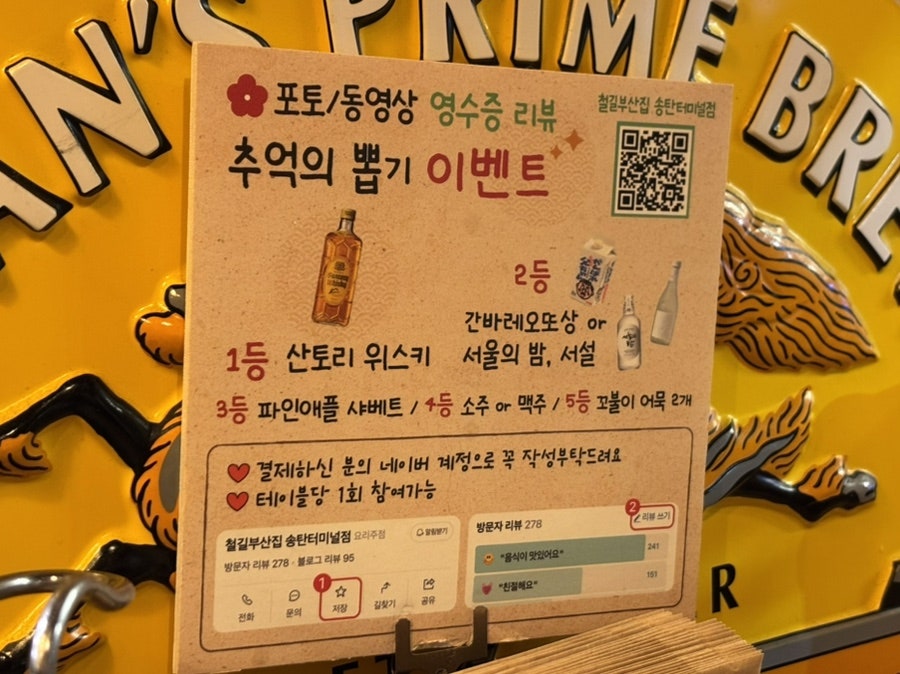 AN'S PRIME BRE
포토/동영상 영수증 리뷰
철길부산집 송탄터미널점
추억의 뽑기 이벤트
1등 산토리 위스키
2등
간바레오또상 or
서울의 밤, 서설
3등 파인애플 샤베트 / 4등 소주 or 맥주 / 5등 꼬불이 어묵 2개
결제하신 분의 네이버 계정으로 꼭 작성부탁드려요
테이블당 1회 참여가능
철길부산집 송탄터미널점 요리주점
알림받기
방문자 리뷰 278 · 블로그 리뷰 95
1
전화 문의 저장 길찾기 공유
방문자 리뷰 278
2
리뷰 쓰기
"음식이 맛있어요" 241
"친절해요" 151
R